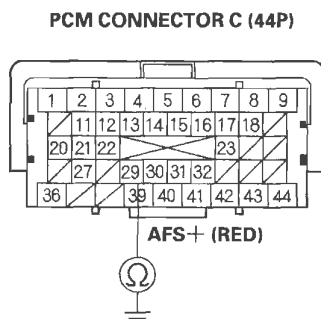 PCM CONNECTOR C (44P)
1 2 3 4 5 6 7 8 9
11 12 13 14 15 16 17 18
20 21 22 23
27 29 30 31 32
36 39 40 41 42 43 44
AFS+ (RED)
Ω